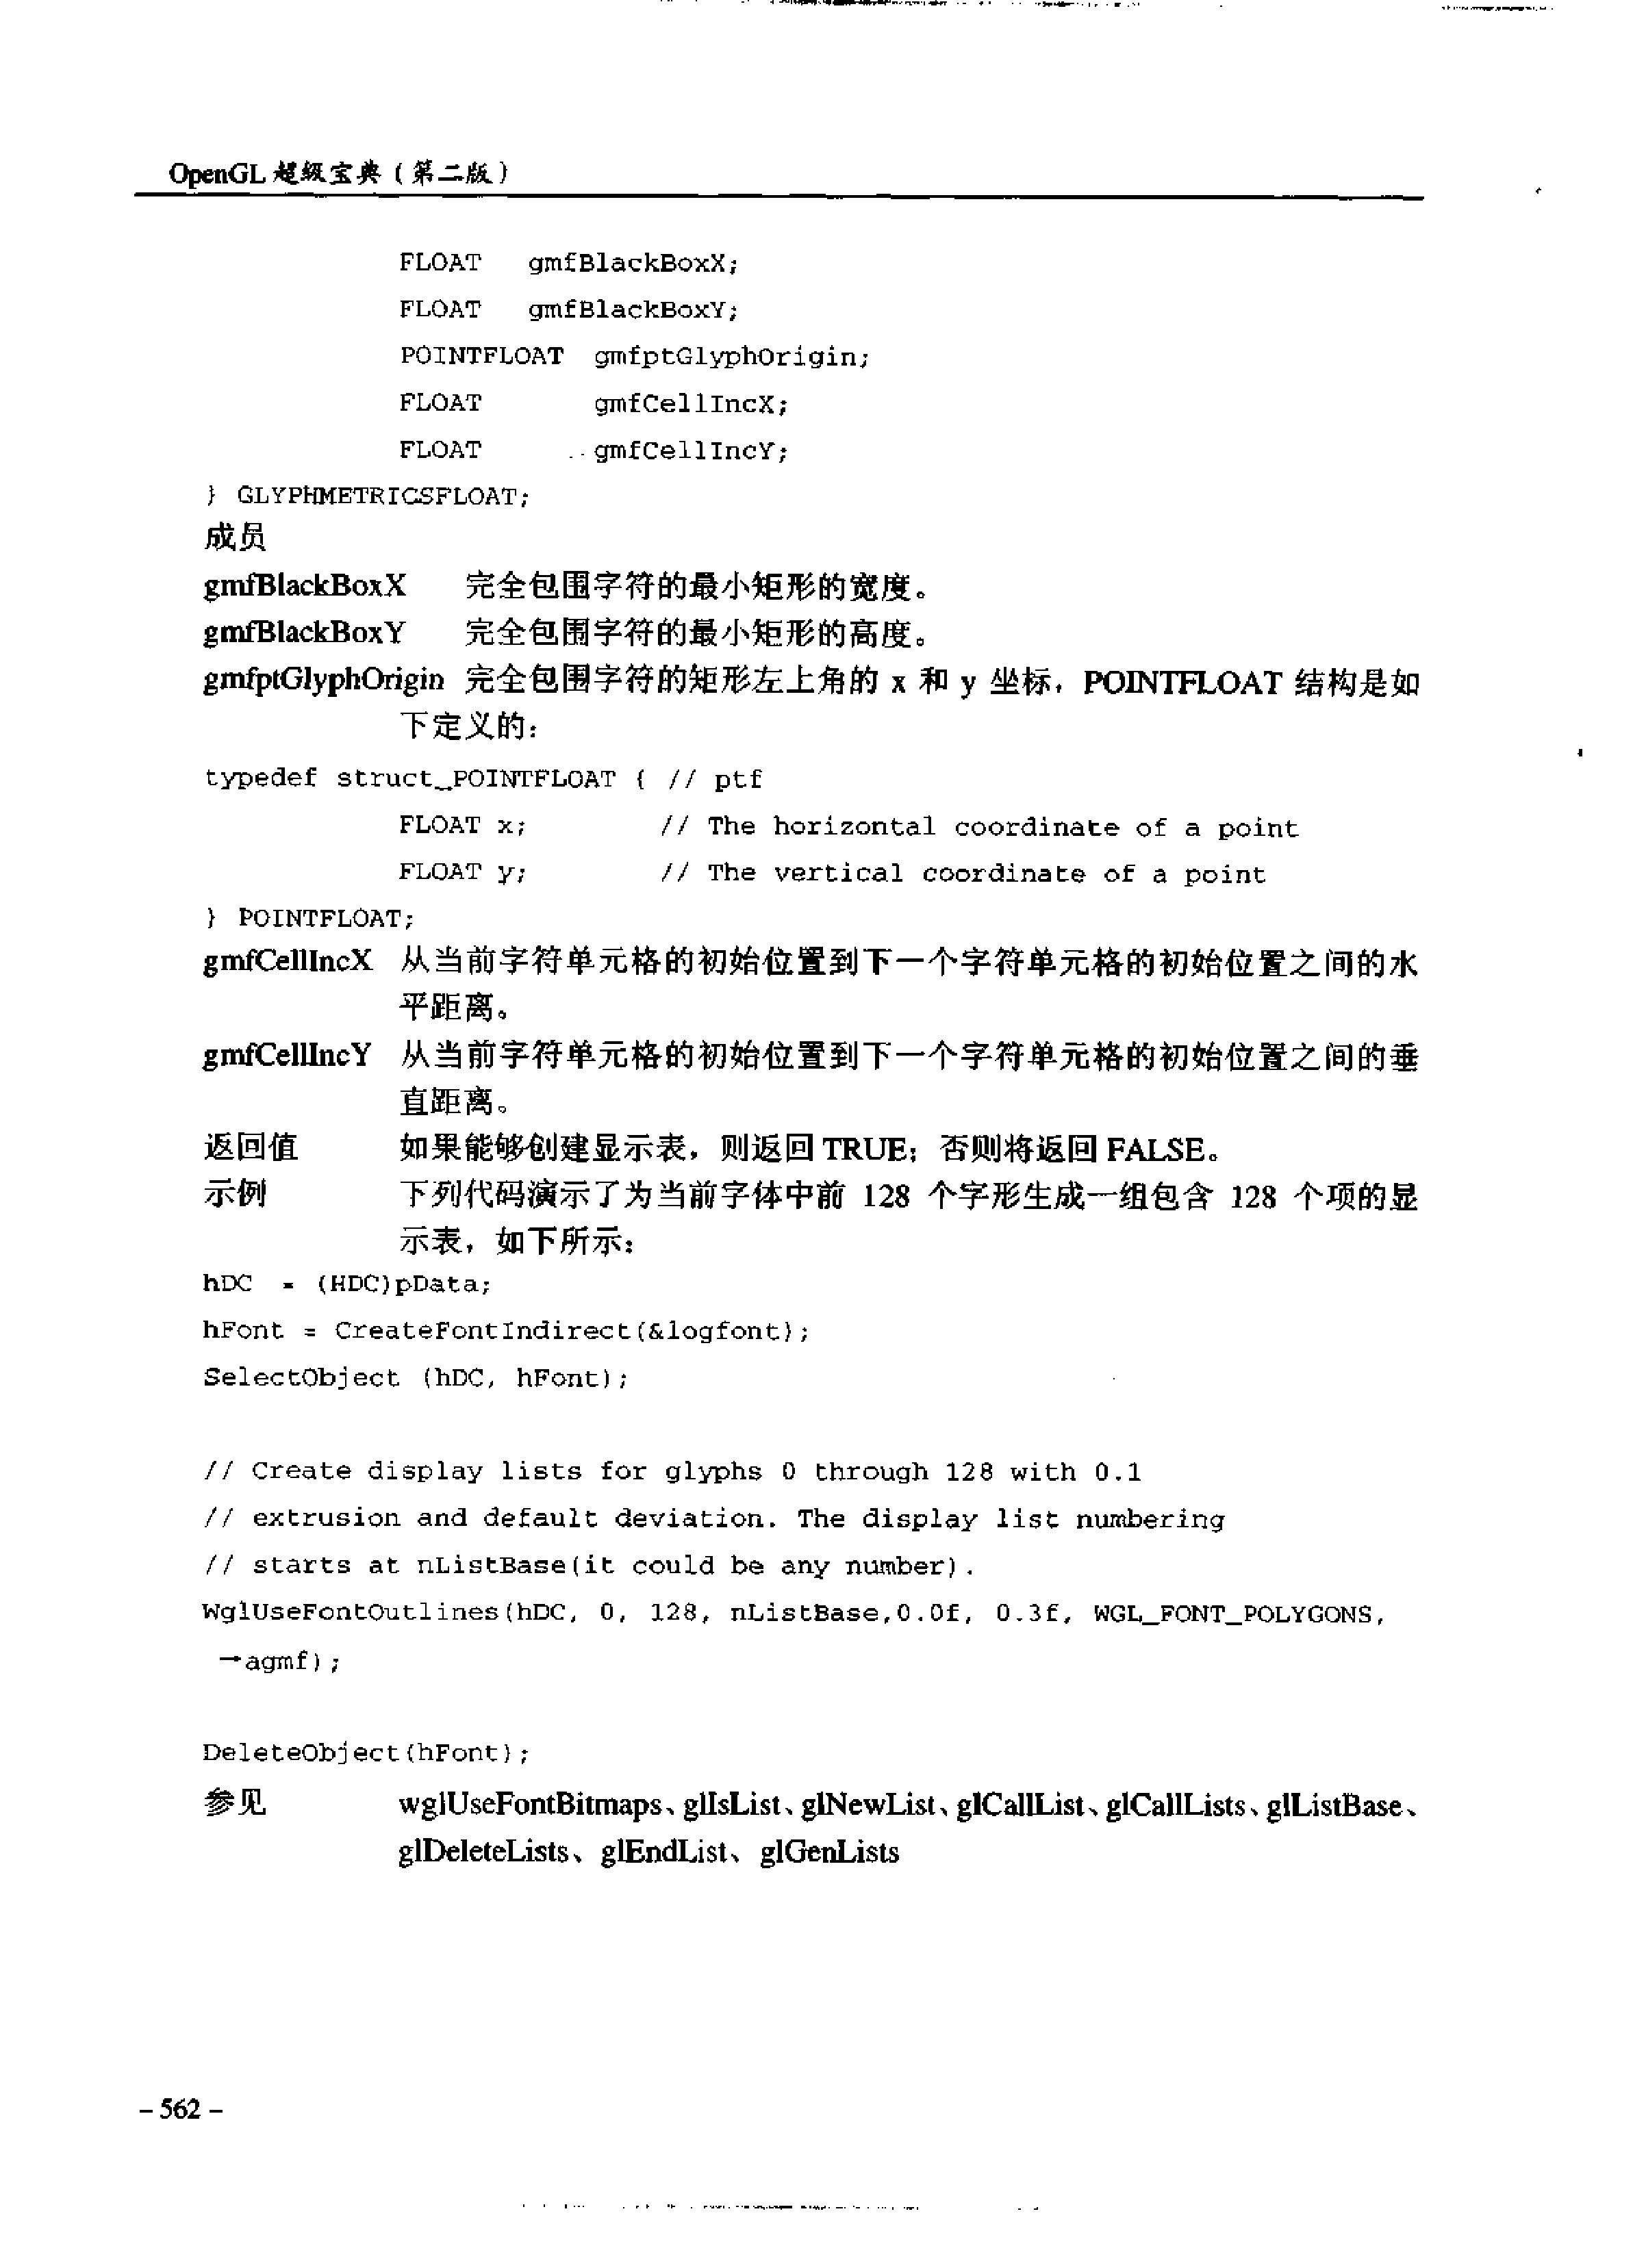 OpenGL 超级宝典（第二版）
FLOAT gmfBlackBoxX;
FLOAT gmfBlackBoxY;
POINTFLOAT gmfptGlyphOrigin;
FLOAT gmfCellIncX;
FLOAT gmfCellIncY;
} GLYPHMETRICSFLOAT;
成员
gmfBlackBoxX 完全包围字符的最小矩形的宽度。
gmfBlackBoxY 完全包围字符的最小矩形的高度。
gmfptGlyphOrigin 完全包围字符的矩形左上角的 x 和 y 坐标，POINTFLOAT 结构是如
下定义的：
typedef struct_POINTFLOAT { // ptf
FLOAT x; // The horizontal coordinate of a point
FLOAT y; // The vertical coordinate of a point
} POINTFLOAT;
gmfCellIncX 从当前字符单元格的初始位置到下一个字符单元格的初始位置之间的水
平距离。
gmfCellIncY 从当前字符单元格的初始位置到下一个字符单元格的初始位置之间的垂
直距离。
返回值 如果能够创建显示表，则返回 TRUE；否则将返回 FALSE。
示例 下列代码演示了为当前字体中前 128 个字形生成一组包含 128 个项的显
示表，如下所示：
hDC = (HDC)pData;
hFont = CreateFontIndirect(&logfont);
SelectObject (hDC, hFont);
// Create display lists for glyphs 0 through 128 with 0.1
// extrusion and default deviation. The display list numbering
// starts at nListBase(it could be any number).
WglUseFontOutlines(hDC, 0, 128, nListBase,0.0f, 0.3f, WGL_FONT_POLYGONS,
→agmf);
DeleteObject(hFont);
参见 wglUseFontBitmaps、glIsList、glNewList、glCallList、glCallLists、glListBase、
glDeleteLists、glEndList、glGenLists
– 562 –